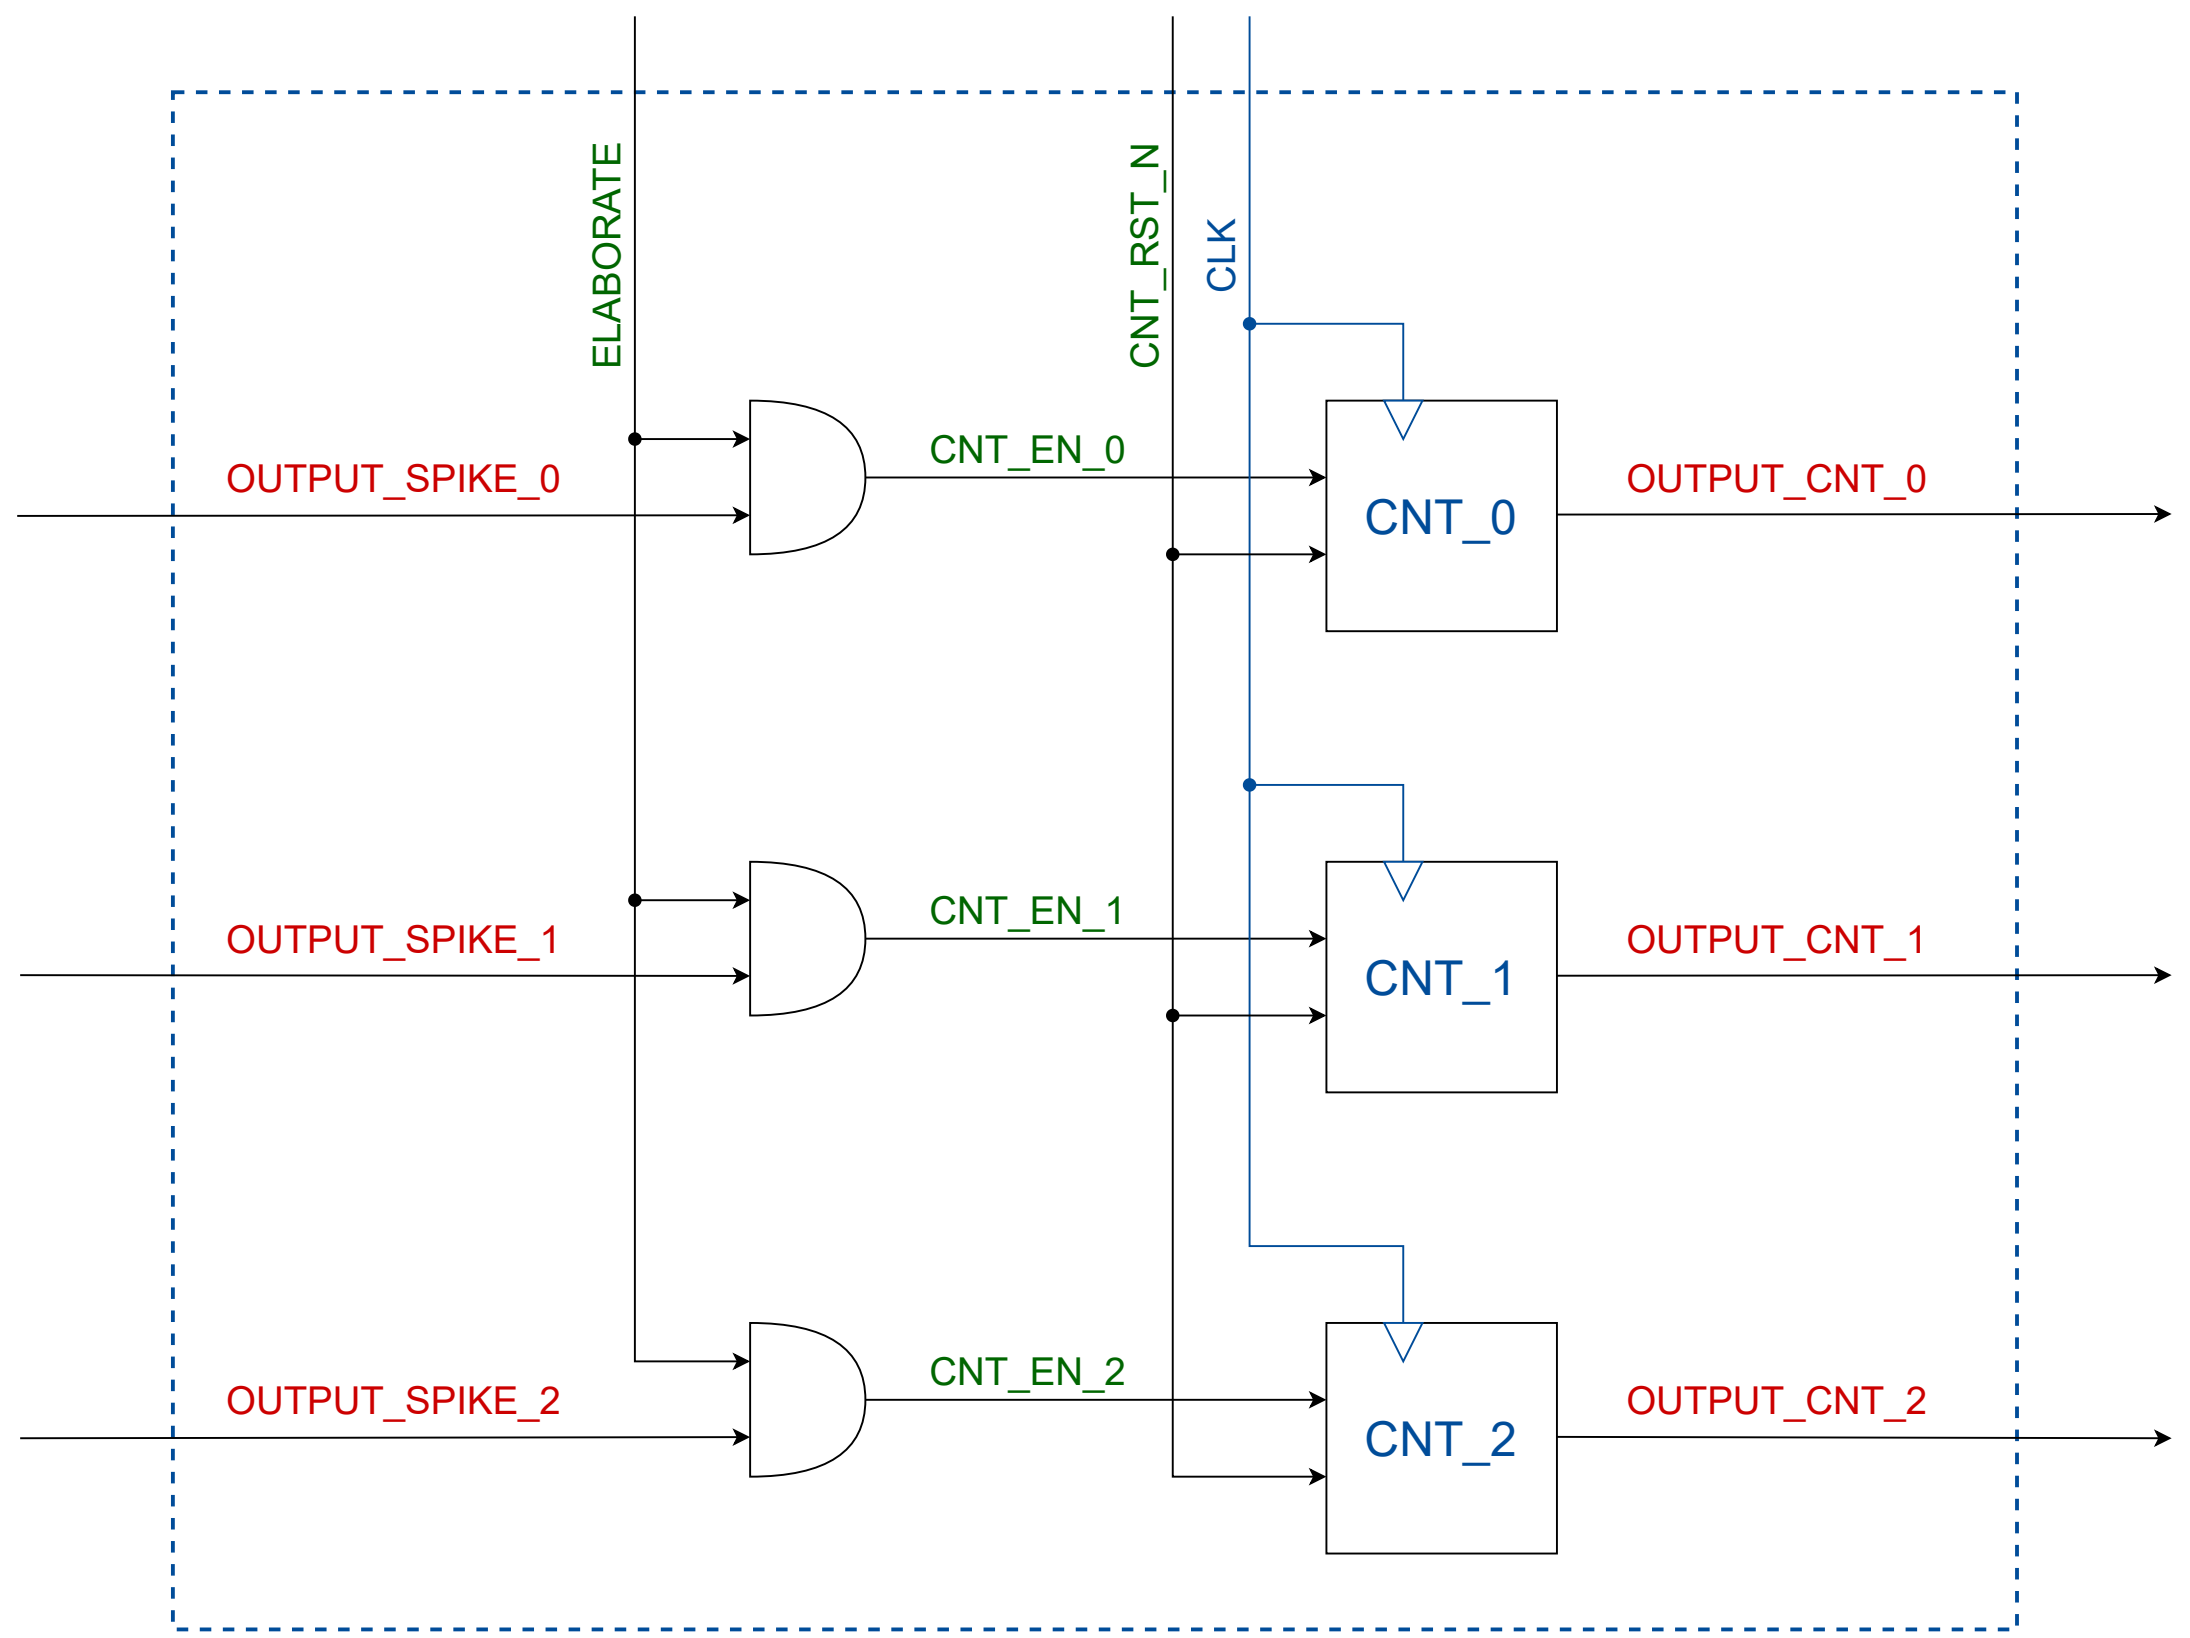 ELABORATE
CNT_RST_N
CLK
OUTPUT_SPIKE_0
CNT_EN_0
CNT_0
OUTPUT_CNT_0
OUTPUT_SPIKE_1
CNT_EN_1
CNT_1
OUTPUT_CNT_1
OUTPUT_SPIKE_2
CNT_EN_2
CNT_2
OUTPUT_CNT_2